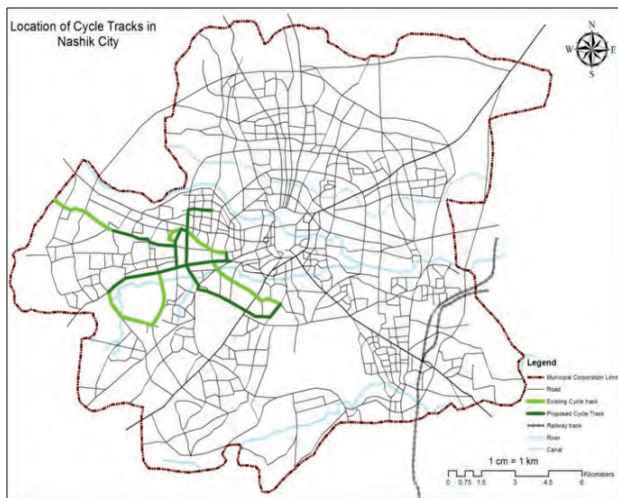 Location of Cycle Tracks in
Nashik City
N
W
E
S
Legend
Municipal Corporation Limit
Road
Existing Cycle track
Proposed Cycle Track
Railway track
River
Canal
1 cm = 1 km
0 0.75 1.5 3 4.5 6
Kilometers